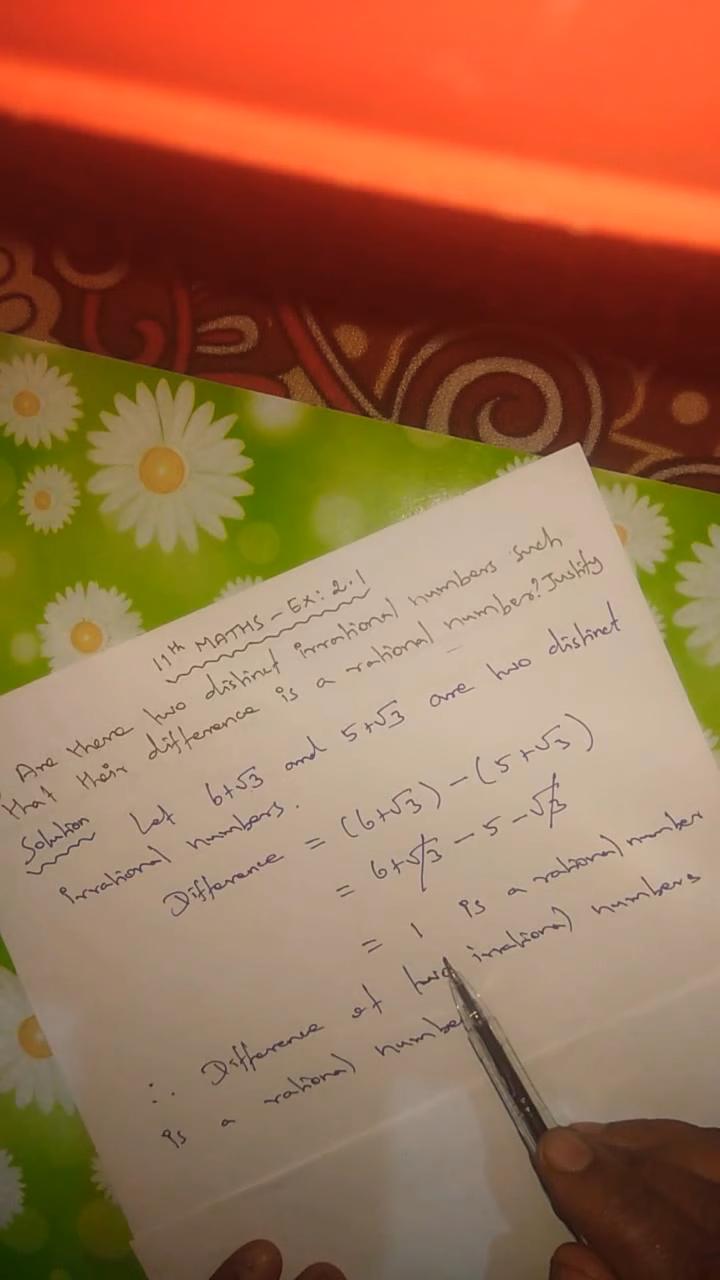 11th MATHS - Ex: 2.1
Are there two distinct irrational numbers such
that their difference is a rational number? Justify
Solution Let 6+√3 and 5+√3 are two distinct
irrational numbers.
Difference = (6+√3) - (5+√3)
= 6+√3 - 5 - √3
= 1 is a rational number
∴ Difference of two irrational numbers
is a rational number